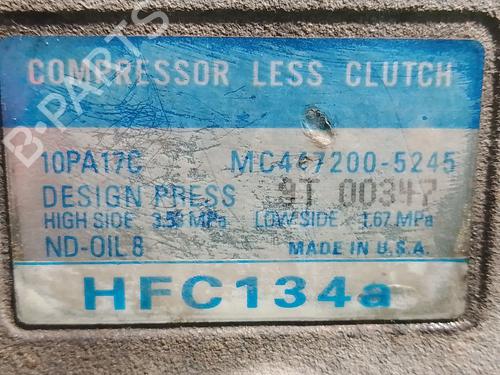 B-PARTS
COMPRESSOR LESS CLUTCH
10PA17C MC447200-5245
DESIGN PRESS 9T 00347
HIGH SIDE 3.53 MPa LOW SIDE 1.67 MPa
ND-OIL 8 MADE IN U.S.A.
HFC134a